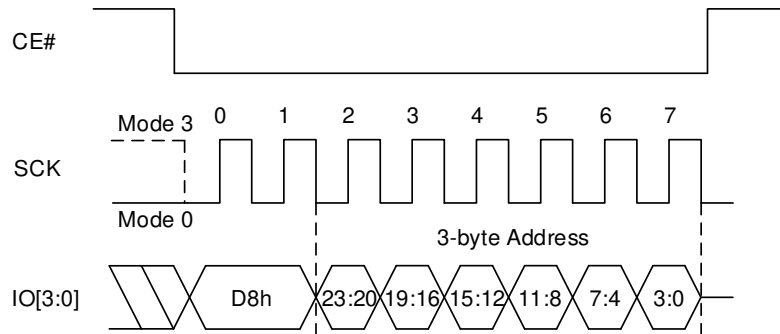 CE#
0 1 2 3 4 5 6 7
Mode 3
SCK
Mode 0
3-byte Address
IO[3:0] D8h 23:20 19:16 15:12 11:8 7:4 3:0